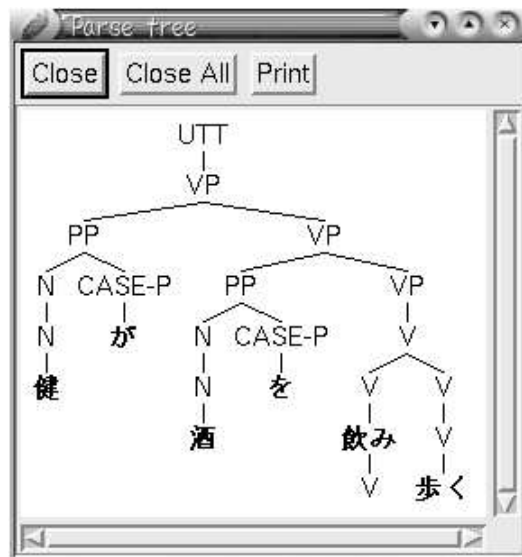 Parse tree
Close Close All Print
UTT
VP
PP VP
N CASE-P PP VP
N が N CASE-P V
健 N を V V
酒 飲み V
V 歩く